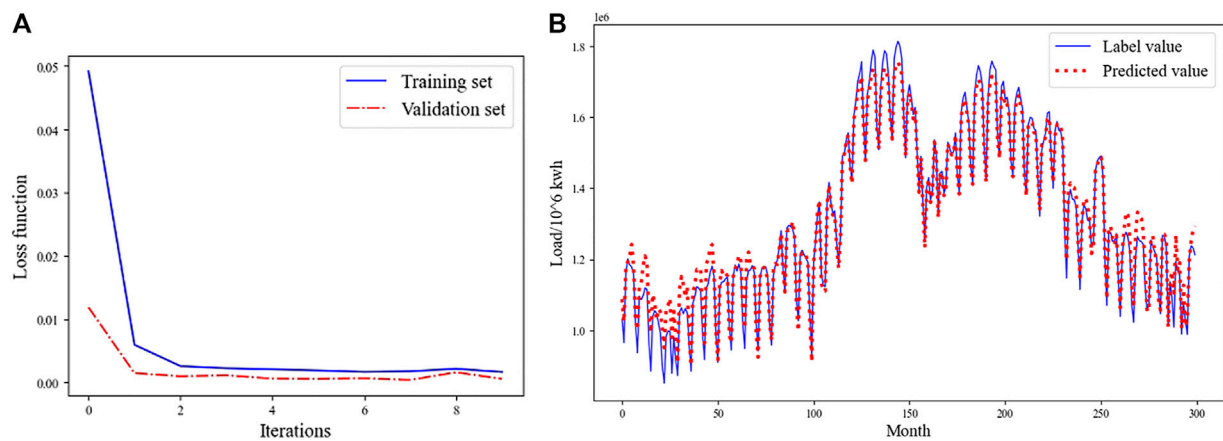 A
0.05
0.04
0.03
0.02
0.01
0.00
Loss function
0
2
4
6
8
Iterations
Training set
Validation set
B
1e6
1.8
1.6
1.4
1.2
1.0
Load/10^6 kwh
0
50
100
150
200
250
300
Month
Label value
Predicted value